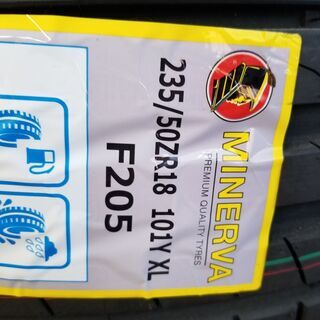 MINERVA
PREMIUM QUALITY TYRES
235/50ZR18 101Y XL
F205